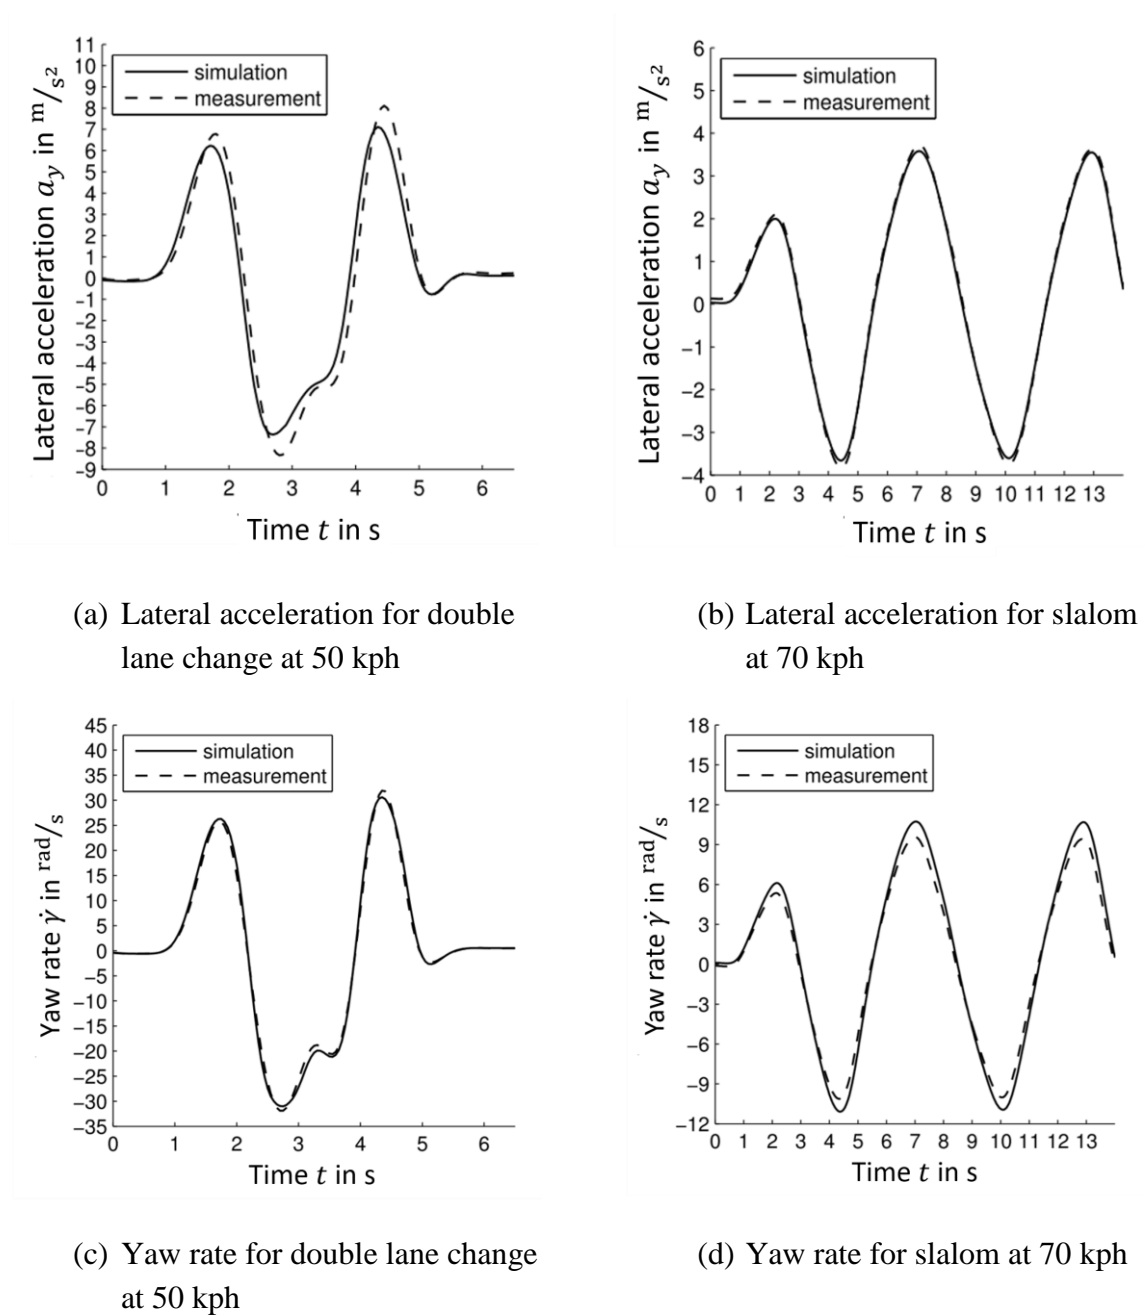 11
10
9
8
7
6
5
4
3
2
1
0
−1
−2
−3
−4
−5
−6
−7
−8
−9
simulation
measurement
Lateral acceleration a_y in m/s²
0 1 2 3 4 5 6
Time t in s
6
5
4
3
2
1
0
−1
−2
−3
−4
simulation
measurement
Lateral acceleration a_y in m/s²
0 1 2 3 4 5 6 7 8 9 10 11 12 13
Time t in s
(a) Lateral acceleration for double
lane change at 50 kph
(b) Lateral acceleration for slalom
at 70 kph
45
40
35
30
25
20
15
10
5
0
−5
−10
−15
−20
−25
−30
−35
simulation
measurement
Yaw rate γ̇ in rad/s
0 1 2 3 4 5 6
Time t in s
18
15
12
9
6
3
0
−3
−6
−9
−12
simulation
measurement
Yaw rate γ̇ in rad/s
0 1 2 3 4 5 6 7 8 9 10 11 12 13
Time t in s
(c) Yaw rate for double lane change
at 50 kph
(d) Yaw rate for slalom at 70 kph